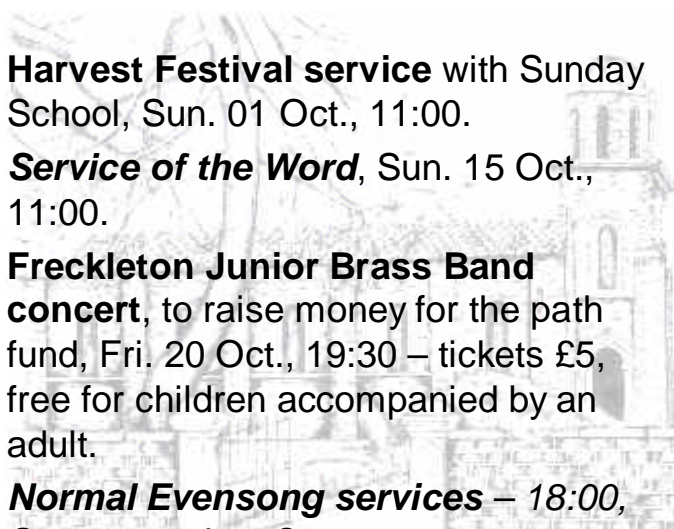 Harvest Festival service with Sunday
School, Sun. 01 Oct., 11:00.
Service of the Word, Sun. 15 Oct.,
11:00.
Freckleton Junior Brass Band
concert, to raise money for the path
fund, Fri. 20 Oct., 19:30 – tickets £5,
free for children accompanied by an
adult.
Normal Evensong services – 18:00,